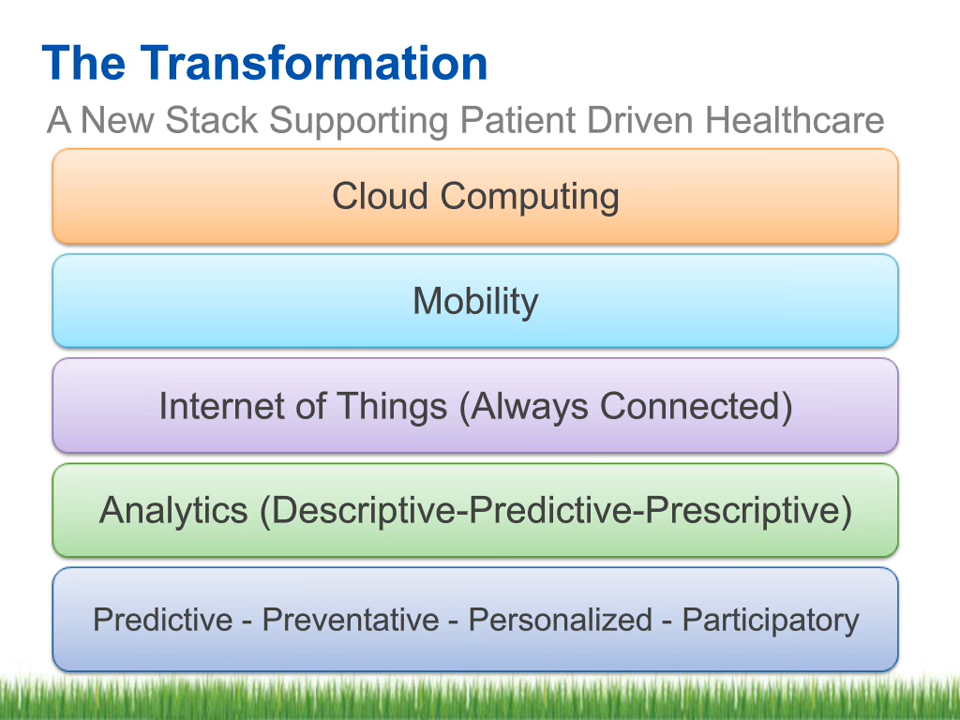 The Transformation
A New Stack Supporting Patient Driven Healthcare
Cloud Computing
Mobility
Internet of Things (Always Connected)
Analytics (Descriptive-Predictive-Prescriptive)
Predictive - Preventative - Personalized - Participatory